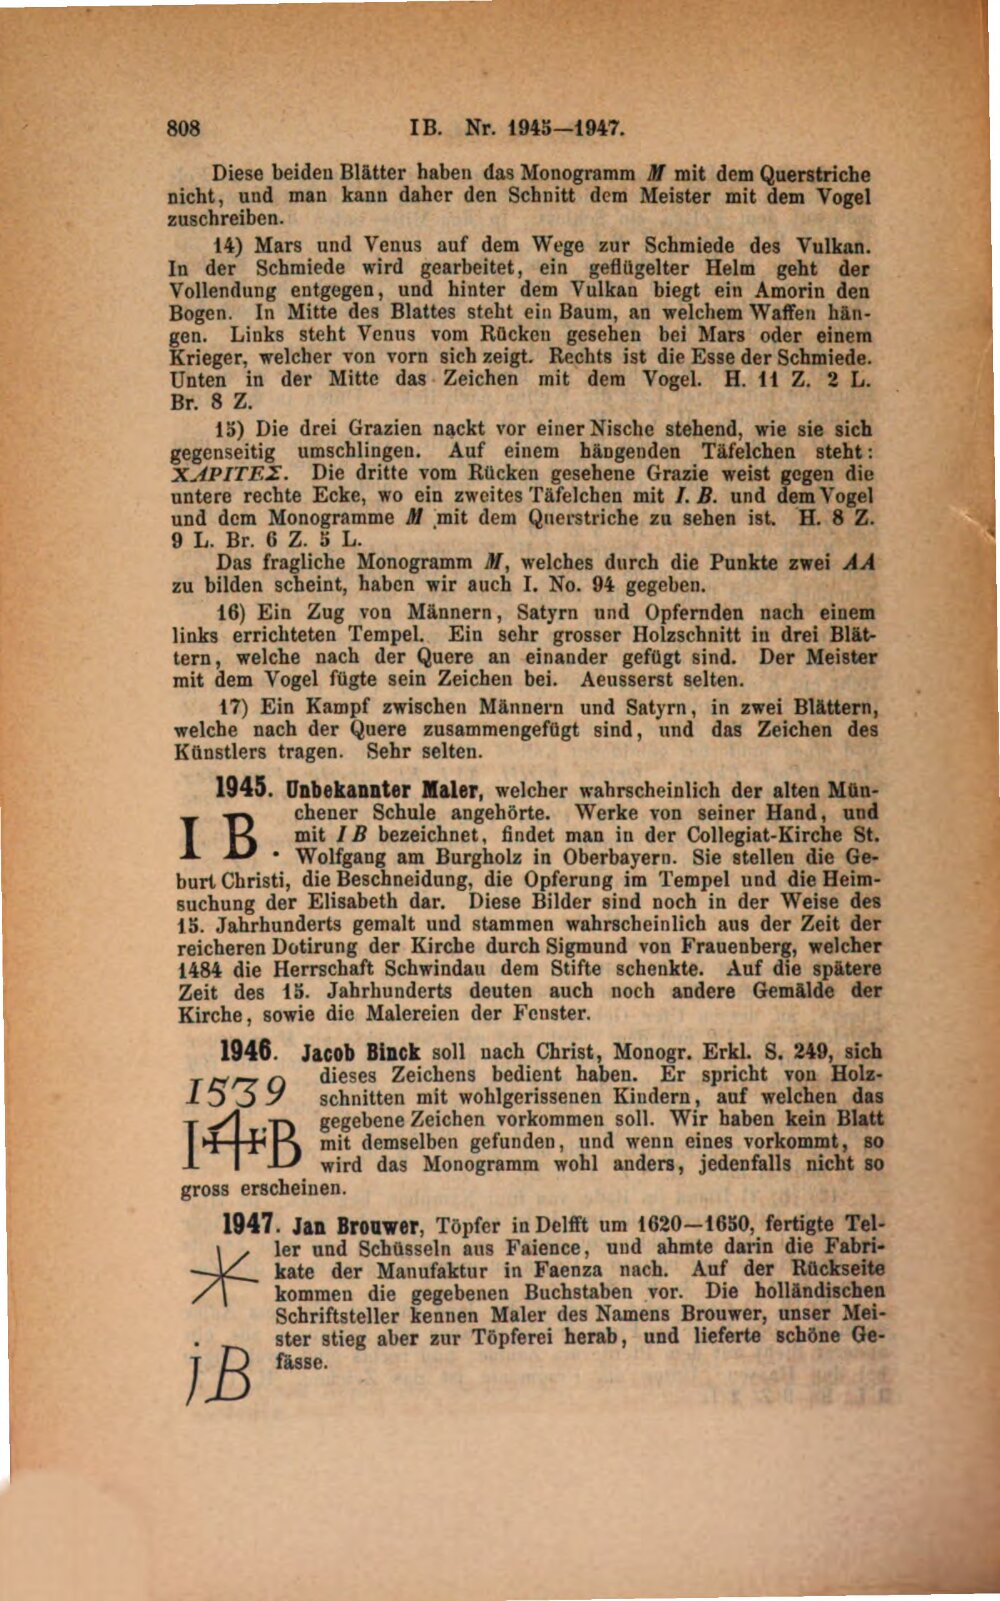 808 IB. Nr. 1945—1947.
Diese beiden Blätter haben das Monogramm M mit dem Querstriche
nicht, und man kann daher den Schnitt dem Meister mit dem Vogel
zuschreiben.
14) Mars und Venus auf dem Wege zur Schmiede des Vulkan.
In der Schmiede wird gearbeitet, ein geflügelter Helm geht der
Vollendung entgegen, und hinter dem Vulkan biegt ein Amorin den
Bogen. In Mitte des Blattes steht ein Baum, an welchem Waffen hän-
gen. Links steht Venus vom Rücken gesehen bei Mars oder einem
Krieger, welcher von vorn sich zeigt. Rechts ist die Esse der Schmiede.
Unten in der Mitte das Zeichen mit dem Vogel. H. 11 Z. 2 L.
Br. 8 Z.
15) Die drei Grazien nackt vor einer Nische stehend, wie sie sich
gegenseitig umschlingen. Auf einem hängenden Täfelchen steht:
ΧΑΡΙΤΕΣ. Die dritte vom Rücken gesehene Grazie weist gegen die
untere rechte Ecke, wo ein zweites Täfelchen mit I. B. und dem Vogel
und dem Monogramme M mit dem Querstriche zu sehen ist. H. 8 Z.
9 L. Br. 6 Z. 5 L.
Das fragliche Monogramm M, welches durch die Punkte zwei AA
zu bilden scheint, haben wir auch I. No. 94 gegeben.
16) Ein Zug von Männern, Satyrn und Opfernden nach einem
links errichteten Tempel. Ein sehr grosser Holzschnitt in drei Blät-
tern, welche nach der Quere an einander gefügt sind. Der Meister
mit dem Vogel fügte sein Zeichen bei. Aeusserst selten.
17) Ein Kampf zwischen Männern und Satyrn, in zwei Blättern,
welche nach der Quere zusammengefügt sind, und das Zeichen des
Künstlers tragen. Sehr selten.
1945. Unbekannter Maler, welcher wahrscheinlich der alten Mün-
chener Schule angehörte. Werke von seiner Hand, und
I B.
mit I B bezeichnet, findet man in der Collegiat-Kirche St.
Wolfgang am Burgholz in Oberbayern. Sie stellen die Ge-
burt Christi, die Beschneidung, die Opferung im Tempel und die Heim-
suchung der Elisabeth dar. Diese Bilder sind noch in der Weise des
15. Jahrhunderts gemalt und stammen wahrscheinlich aus der Zeit der
reicheren Dotirung der Kirche durch Sigmund von Frauenberg, welcher
1484 die Herrschaft Schwindau dem Stifte schenkte. Auf die spätere
Zeit des 15. Jahrhunderts deuten auch noch andere Gemälde der
Kirche, sowie die Malereien der Fenster.
1946. Jacob Binck soll nach Christ, Monogr. Erkl. S. 249, sich
dieses Zeichens bedient haben. Er spricht von Holz-
1539
schnitten mit wohlgerissenen Kindern, auf welchen das
gegebene Zeichen vorkommen soll. Wir haben kein Blatt
mit demselben gefunden, und wenn eines vorkommt, so
wird das Monogramm wohl anders, jedenfalls nicht so
gross erscheinen.
1947. Jan Brouwer, Töpfer in Delfft um 1620—1650, fertigte Tel-
ler und Schüsseln aus Faience, und ahmte darin die Fabri-
kate der Manufaktur in Faenza nach. Auf der Rückseite
kommen die gegebenen Buchstaben vor. Die holländischen
Schriftsteller kennen Maler des Namens Brouwer, unser Mei-
ster stieg aber zur Töpferei herab, und lieferte schöne Ge-
fässe.
iB